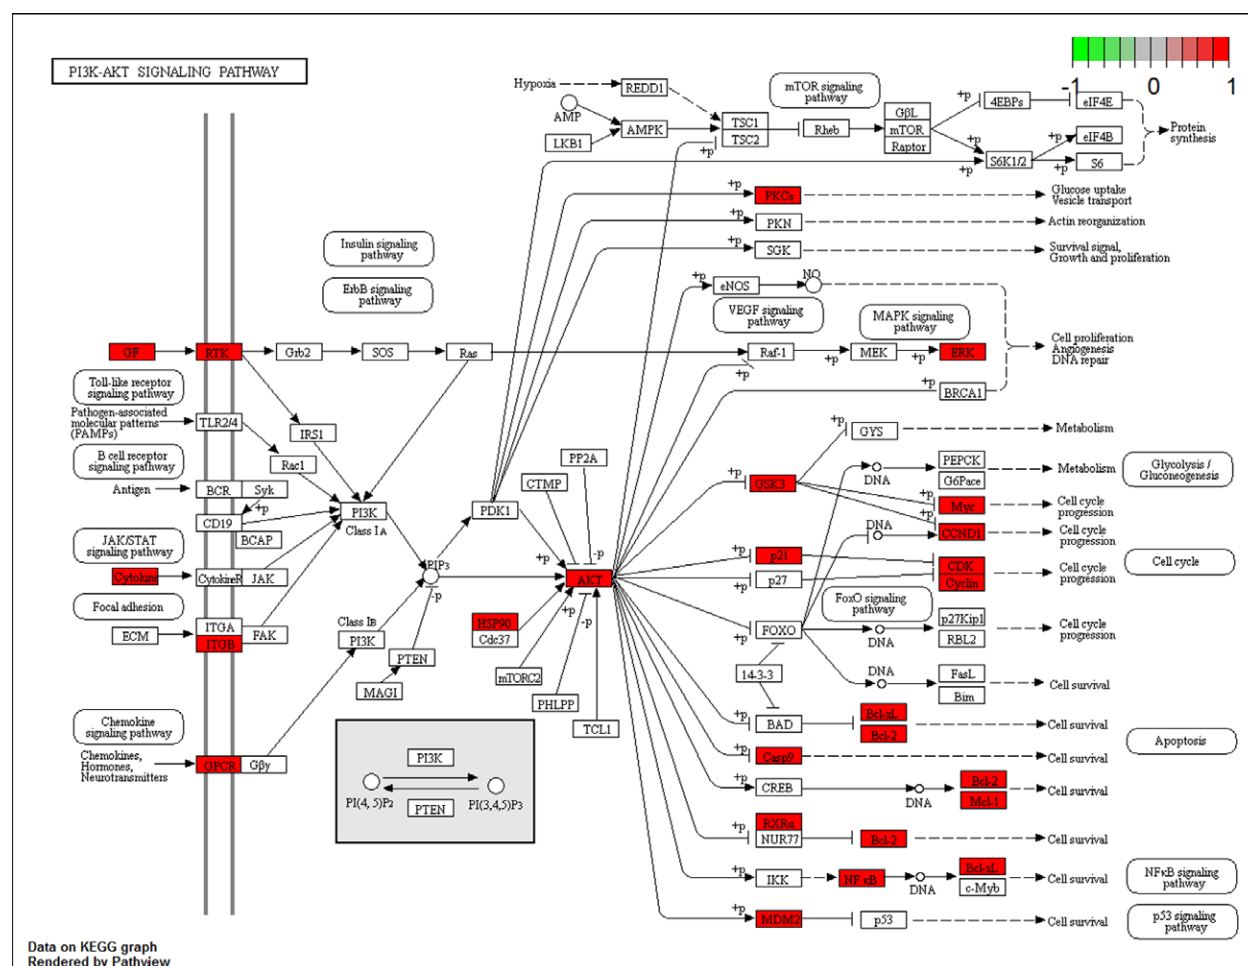 PI3K-AKT SIGNALING PATHWAY
-1 0 1
Hypoxia
REDD1
mTOR signaling
pathway
AMP
LKB1
AMPK
TSC1
TSC2
+p
Rheb
GβL
mTOR
Raptor
+p
4EBPs
eIF4E
+p
+p
S6K1/2
+p
+p
eIF4B
S6
Protein
synthesis
+p
PKCs
Glucose uptake
Vesicle transport
+p
PKN
Actin reorganization
+p
SGK
Survival signal,
Growth and proliferation
Insulin signaling
pathway
ErbB signaling
pathway
+p
eNOS
NO
VEGF signaling
pathway
MAPK signaling
pathway
GF
RTK
Grb2
SOS
Ras
Raf-1
+p
MEK
+p
ERK
+p
Cell proliferation
Angiogenesis
DNA repair
+p
BRCA1
Toll-like receptor
signaling pathway
Pathogen-associated
molecular patterns
(PAMPs)
TLR2/4
IRS1
Rac1
B cell receptor
signaling pathway
Antigen
BCR
Syk
+p
CD19
BCAP
PI3K
Class IA
PDK1
CTMP
PP2A
+p
-p
AKT
PIP3
-p
+p
-p
JAK/STAT
signaling pathway
Cytokine
CytokineR
JAK
Focal adhesion
ECM
ITGA
ITGB
FAK
Class IB
PI3K
PTEN
MAGI
HSP90
Cdc37
mTORC2
PHLPP
TCL1
Chemokine
signaling pathway
Chemokines,
Hormones,
Neurotransmitters
GPCR
Gβγ
PI3K
PI(4,5)P2
PI(3,4,5)P3
PTEN
+p
GYS
Metabolism
+p
GSK3
DNA
PEPCK
G6Pace
Metabolism
Glycolysis /
Gluconeogenesis
+p
Myc
Cell cycle
progression
+p
DNA
CCND1
Cell cycle
progression
+p
p21
+p
p27
CDK
Cyclin
Cell cycle
progression
Cell cycle
FoxO signaling
pathway
+p
FOXO
DNA
p27Kip1
RBL2
Cell cycle
progression
14-3-3
DNA
FasL
Bim
Cell survival
+p
BAD
Bcl-xL
Bcl-2
Cell survival
Apoptosis
+p
Casp9
Cell survival
+p
CREB
DNA
Bcl-2
Mcl-1
Cell survival
+p
RXRα
NUR77
Bcl-2
Cell survival
+p
IKK
NFκB
DNA
Bcl-xL
c-Myb
Cell survival
NFκB signaling
pathway
+p
MDM2
p53
Cell survival
p53 signaling
pathway
Data on KEGG graph
Rendered by Pathview